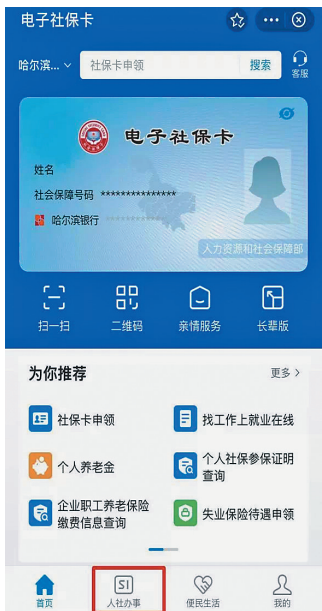 电子社保卡
哈尔滨... 社保卡申领 搜索 客服
电子社保卡
姓名
社会保障号码 ***************
哈尔滨银行
人力资源和社会保障部
扫一扫 二维码 亲情服务 长辈版
为你推荐 更多 >
社保卡申领 找工作上就业在线
个人养老金 个人社保参保证明
查询
企业职工养老保险
缴费信息查询 失业保险待遇申领
SI
首页 人社办事 便民生活 我的